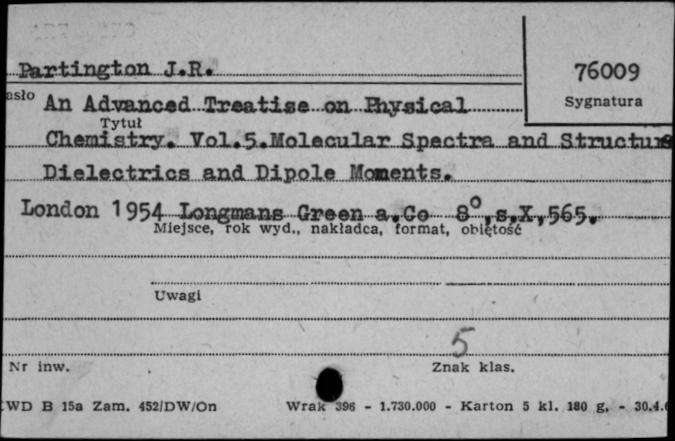 Partington J.R.
76009
Sygnatura
asło An Advanced Treatise on Physical
Tytuł
Chemistry. Vol.5.Molecular Spectra and Structure
Dielectrics and Dipole Moments.
London 1954 Longmans Green a.Co 8°,s.X,565.
Miejsce, rok wyd., nakładca, format, obiętość
Uwagi
5
Nr inw.
Znak klas.
WD B 15a Zam. 452/DW/On Wrak 396 - 1.730.000 - Karton 5 kl. 180 g, - 30.4.